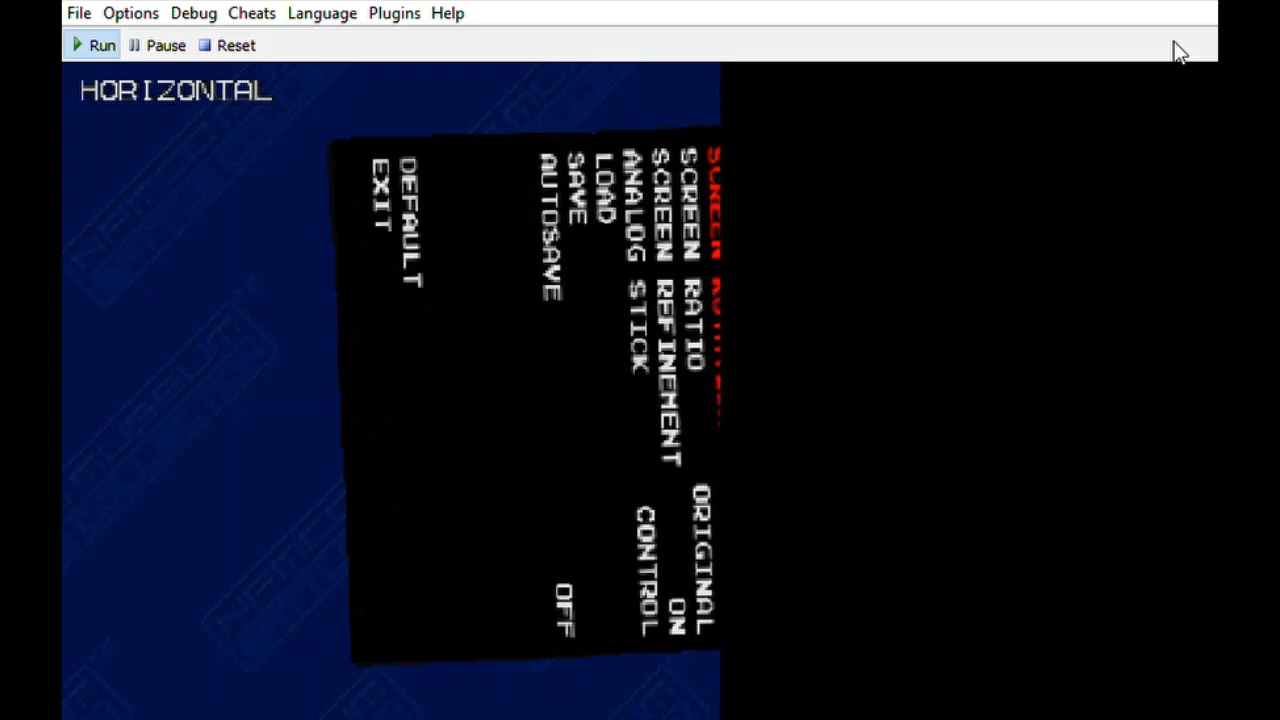 File Options Debug Cheats Language Plugins Help
Run Pause Reset
HORIZONTAL
SCREEN
SCREEN RATIO ORIGINAL
SCREEN REFINEMENT ON
ANALOG STICK CONTROL
LOAD
SAVE
AUTOSAVE OFF
DEFAULT
EXIT